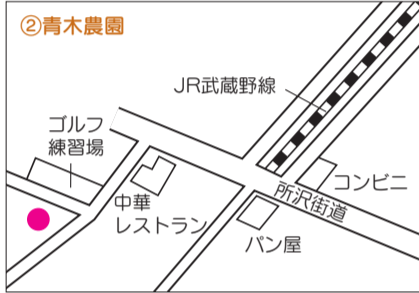 ②青木農園
JR武蔵野線
ゴルフ
練習場
中華
レストラン
コンビニ
所沢街道
パン屋